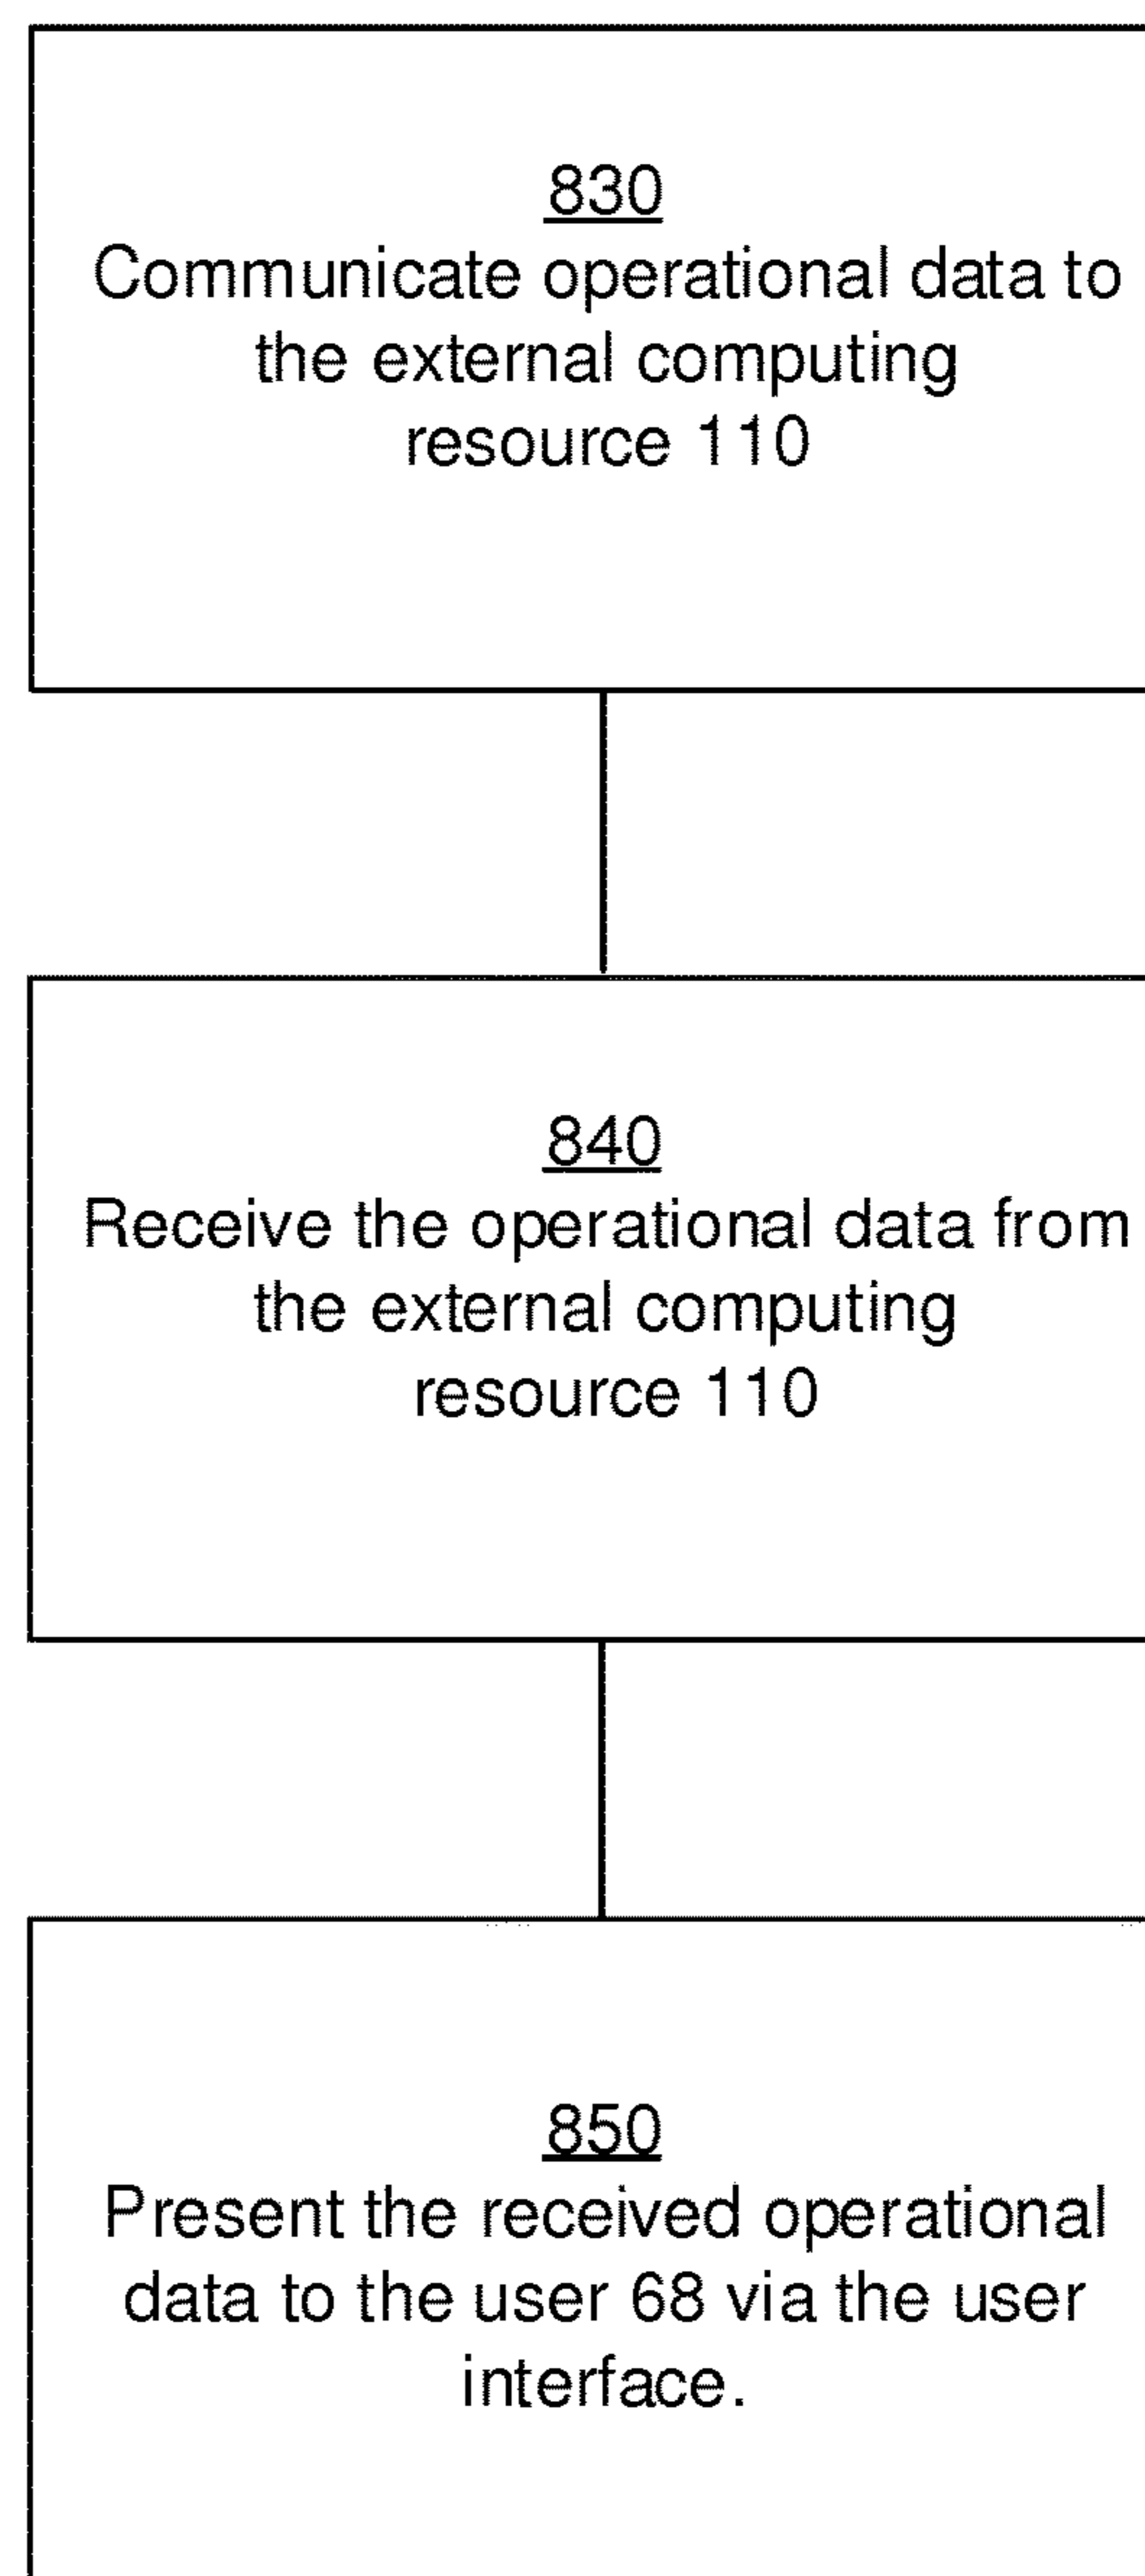 830
Communicate operational data to
the external computing
resource 110
840
Receive the operational data from
the external computing
resource 110
850
Present the received operational
data to the user 68 via the user
interface.